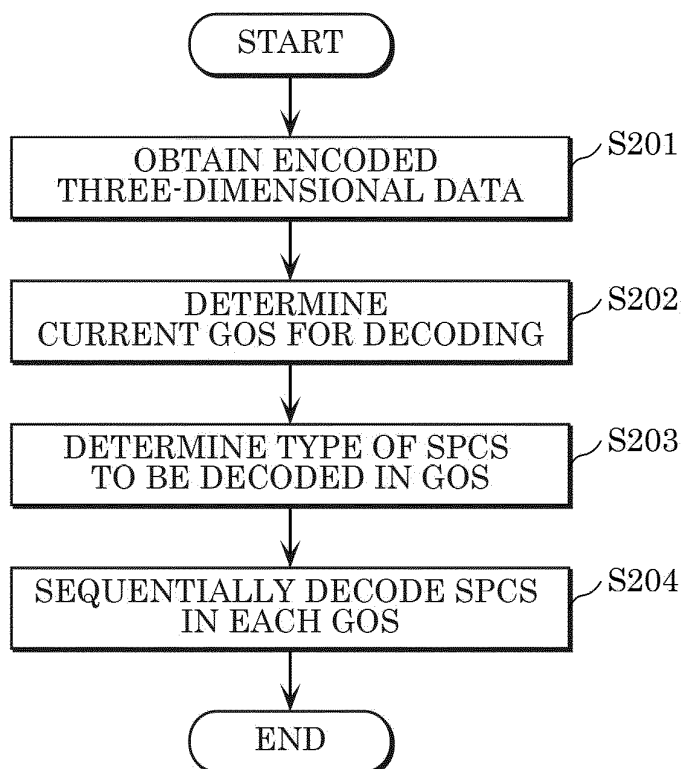 START
OBTAIN ENCODED
THREE-DIMENSIONAL DATA
S201
DETERMINE
CURRENT GOS FOR DECODING
S202
DETERMINE TYPE OF SPCS
TO BE DECODED IN GOS
S203
SEQUENTIALLY DECODE SPCS
IN EACH GOS
S204
END